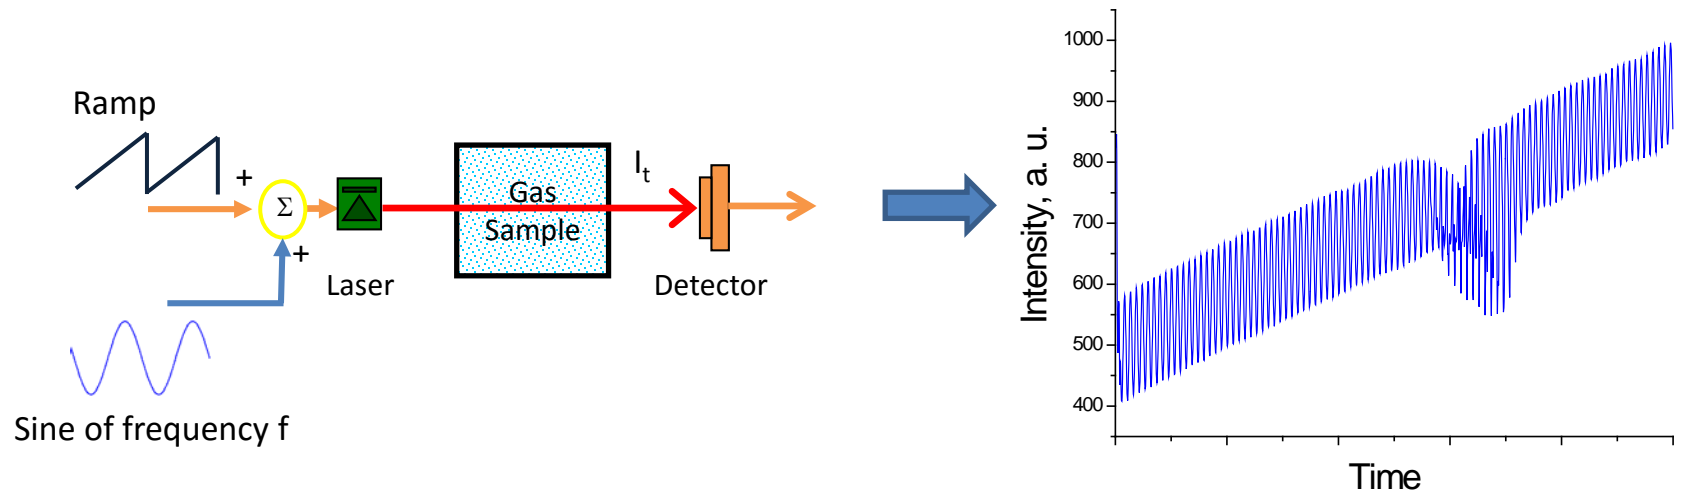 Ramp
+
Σ
+
Sine of frequency f
Laser
Gas
Sample
It
Detector
Intensity, a. u.
1000
900
800
700
600
500
400
Time